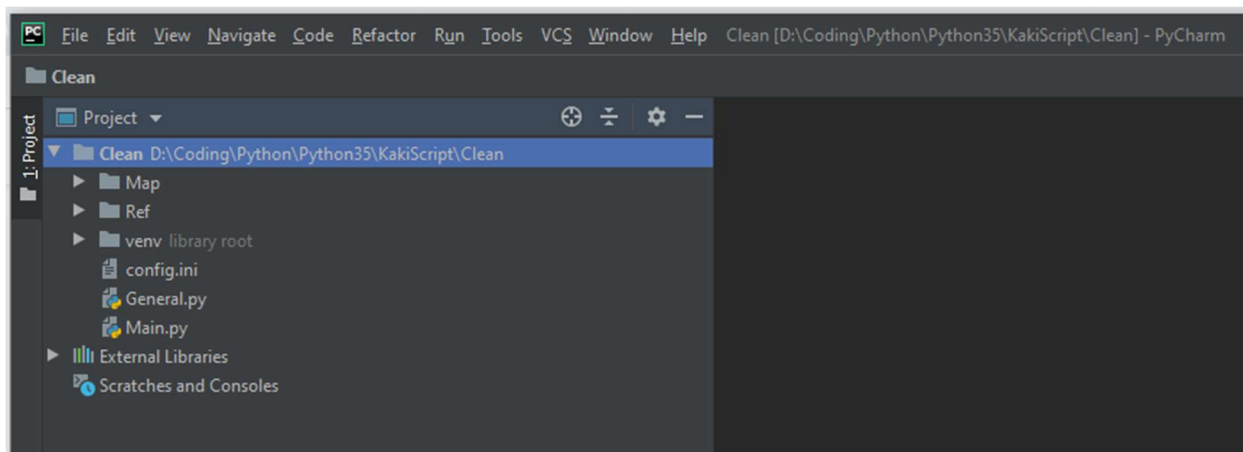 PC File Edit View Navigate Code Refactor Run Tools VCS Window Help Clean [D:\Coding\Python\Python35\KakiScript\Clean] - PyCharm
Clean
1: Project
Project
Clean D:\Coding\Python\Python35\KakiScript\Clean
Map
Ref
venv library root
config.ini
General.py
Main.py
External Libraries
Scratches and Consoles